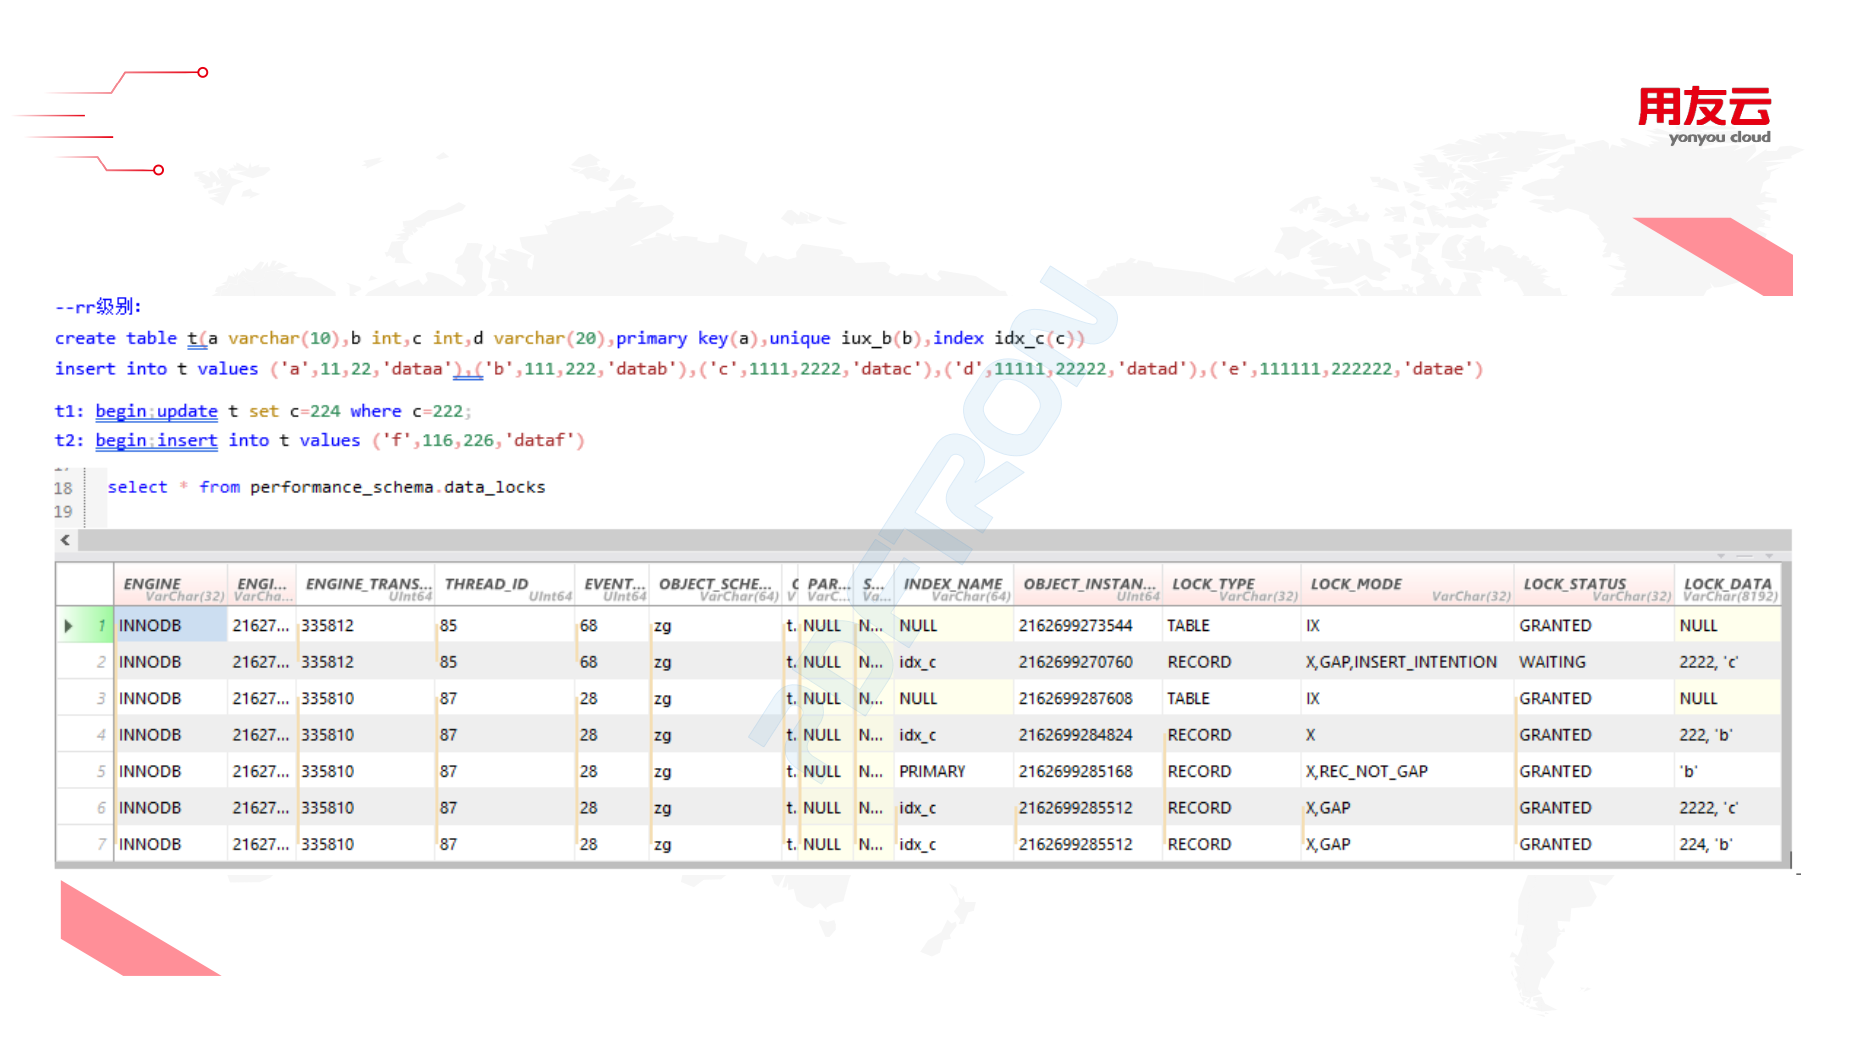 用友云
yonyou cloud
--rr级别:
create table t(a varchar(10),b int,c int,d varchar(20),primary key(a),unique iux_b(b),index idx_c(c))
insert into t values ('a',11,22,'dataa'),('b',111,222,'datab'),('c',1111,2222,'datac'),('d',11111,22222,'datad'),('e',111111,222222,'datae')
t1: begin;update t set c=224 where c=222;
t2: begin;insert into t values ('f',116,226,'dataf')
18 select * from performance_schema.data_locks
19
ENGINE ENGI... ENGINE_TRANS... THREAD_ID EVENT... OBJECT_SCHE... PAR... S... INDEX_NAME OBJECT_INSTAN... LOCK_TYPE LOCK_MODE LOCK_STATUS LOCK_DATA
VarChar(32) VarCha... UInt64 UInt64 UInt64 VarChar(64) V VarC... Va... VarChar(64) UInt64 VarChar(32) VarChar(32) VarChar(32) VarChar(8192)
1 INNODB 21627... 335812 85 68 zg t. NULL N... NULL 2162699273544 TABLE IX GRANTED NULL
2 INNODB 21627... 335812 85 68 zg t. NULL N... idx_c 2162699270760 RECORD X,GAP,INSERT_INTENTION WAITING 2222, 'c'
3 INNODB 21627... 335810 87 28 zg t. NULL N... NULL 2162699287608 TABLE IX GRANTED NULL
4 INNODB 21627... 335810 87 28 zg t. NULL N... idx_c 2162699284824 RECORD X GRANTED 222, 'b'
5 INNODB 21627... 335810 87 28 zg t. NULL N... PRIMARY 2162699285168 RECORD X,REC_NOT_GAP GRANTED 'b'
6 INNODB 21627... 335810 87 28 zg t. NULL N... idx_c 2162699285512 RECORD X,GAP GRANTED 2222, 'c'
7 INNODB 21627... 335810 87 28 zg t. NULL N... idx_c 2162699285512 RECORD X,GAP GRANTED 224, 'b'
PDFTRON